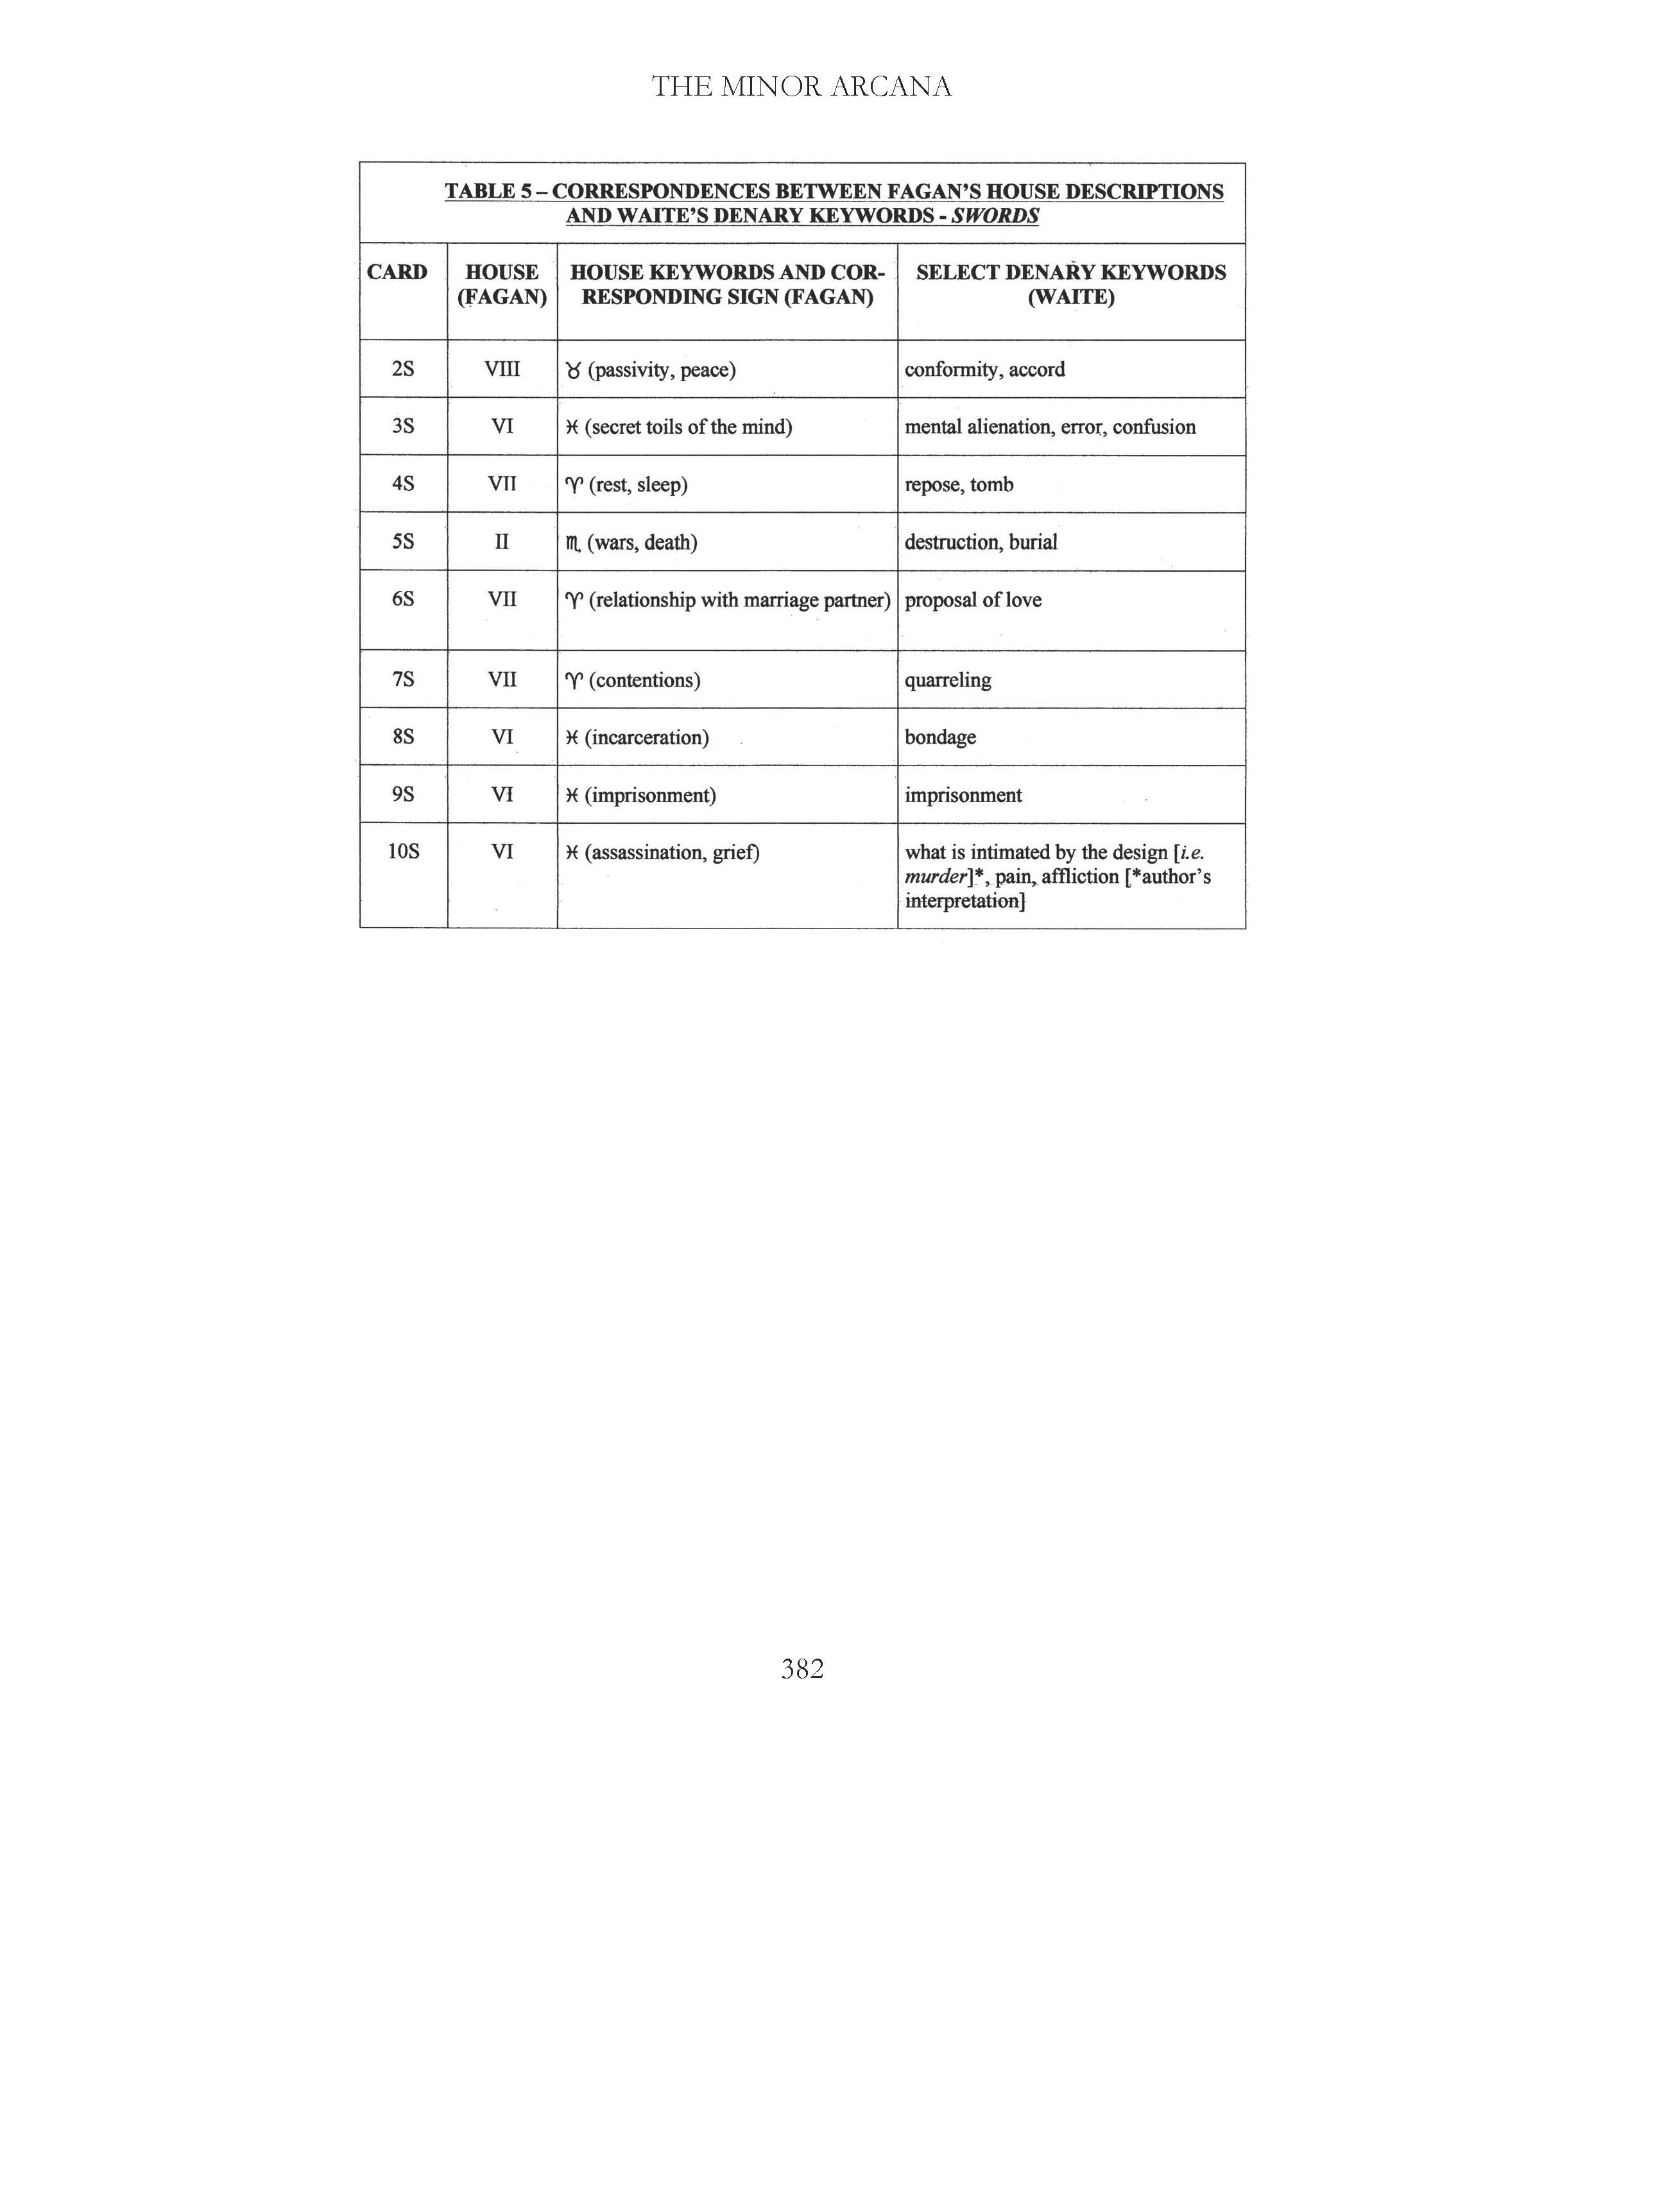 THE MINOR ARCANA
TABLE 5 – CORRESPONDENCES BETWEEN FAGAN'S HOUSE DESCRIPTIONS
AND WAITE'S DENARY KEYWORDS - SWORDS
CARD
HOUSE
(FAGAN)
HOUSE KEYWORDS AND COR-
RESPONDING SIGN (FAGAN)
SELECT DENARY KEYWORDS
(WAITE)
2S
VIII
♉ (passivity, peace)
conformity, accord
3S
VI
♓ (secret toils of the mind)
mental alienation, error, confusion
4S
VII
♈ (rest, sleep)
repose, tomb
5S
II
♏ (wars, death)
destruction, burial
6S
VII
♈ (relationship with marriage partner)
proposal of love
7S
VII
♈ (contentions)
quarreling
8S
VI
♓ (incarceration)
bondage
9S
VI
♓ (imprisonment)
imprisonment
10S
VI
♓ (assassination, grief)
what is intimated by the design [i.e.
murder]*, pain, affliction [*author's
interpretation]
382